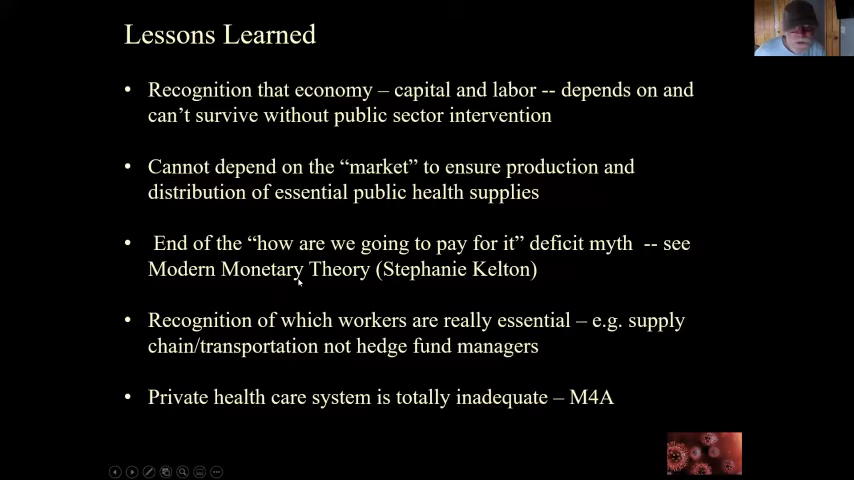 Lessons Learned
• Recognition that economy – capital and labor -- depends on and
can't survive without public sector intervention
• Cannot depend on the “market” to ensure production and
distribution of essential public health supplies
• End of the “how are we going to pay for it” deficit myth -- see
Modern Monetary Theory (Stephanie Kelton)
• Recognition of which workers are really essential – e.g. supply
chain/transportation not hedge fund managers
• Private health care system is totally inadequate – M4A